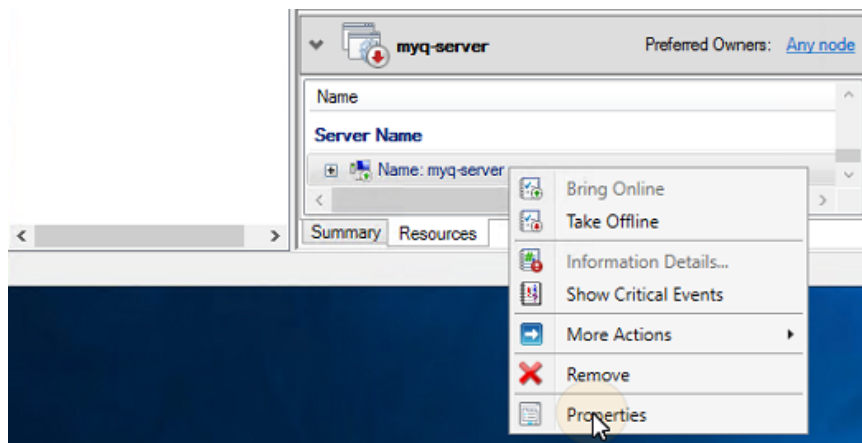 myq-server Preferred Owners: Any node
Name
Server Name
Name: myq-server
Summary Resources
Bring Online
Take Offline
Information Details...
Show Critical Events
More Actions
Remove
Properties